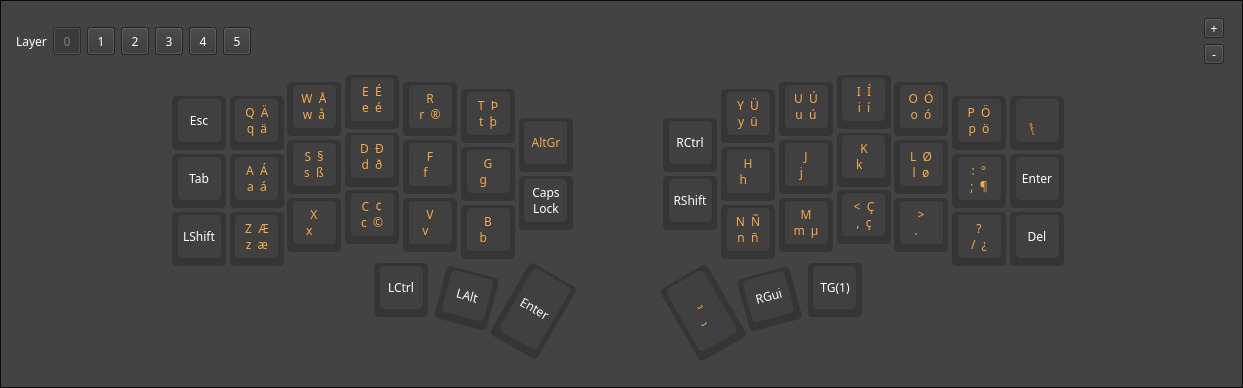 Layer 0 1 2 3 4 5
+
-
E É
e é
I Í
i í
W Å
w å
R
r ®
U Ú
u ú
O Ó
o ó
Q Ä
q ä
T Þ
t þ
Y Ü
y ü
P Ö
p ö
Esc
AltGr
RCtrl
D Đ
d ð
K
k
S §
s ß
F
f
J
j
L Ø
l ø
A Á
a á
G
g
H
h
: °
; ¶
Tab
Caps
Lock
RShift
Enter
C ¢
c ©
< Ç
, ç
X
x
V
v
M
m µ
>
.
Z Æ
z æ
B
b
N Ñ
n ñ
?
/ ¿
LShift
Del
LCtrl
LAlt
Enter
RGui
TG(1)